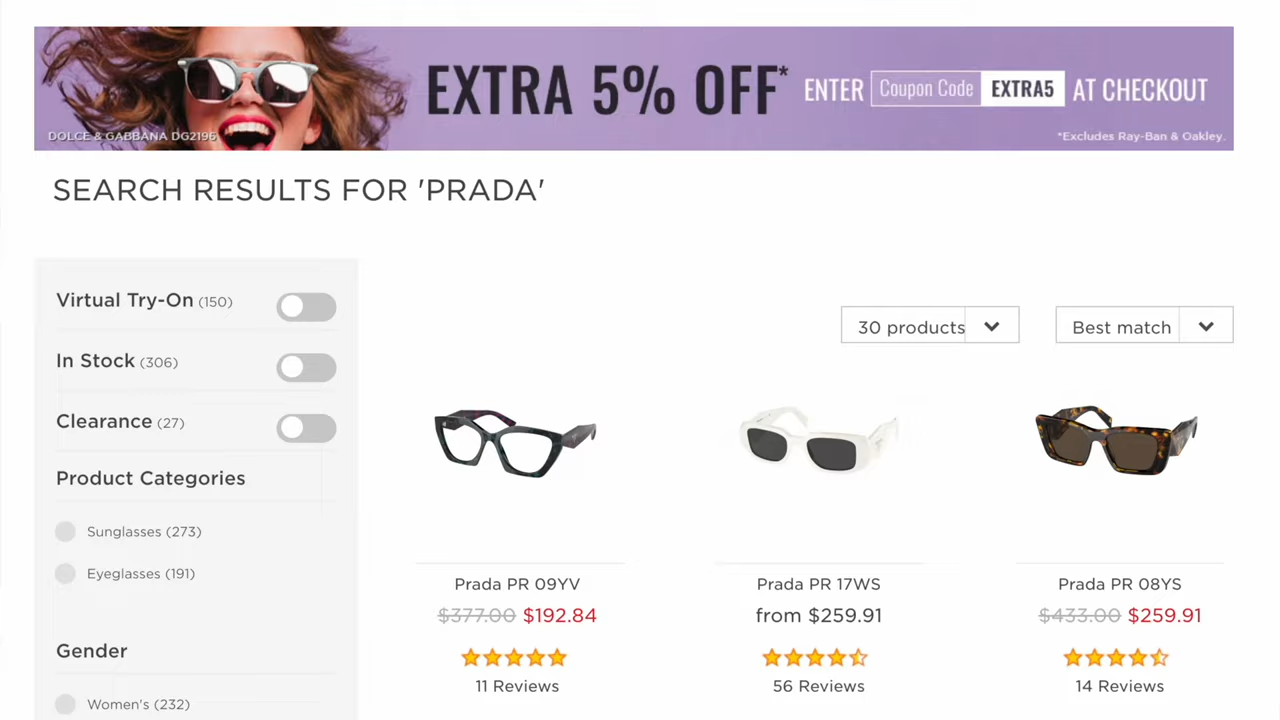 EXTRA 5% OFF* ENTER Coupon Code EXTRA5 AT CHECKOUT
DOLCE & GABBANA DG2196
*Excludes Ray-Ban & Oakley.
SEARCH RESULTS FOR 'PRADA'
Virtual Try-On (150)
In Stock (306)
Clearance (27)
Product Categories
Sunglasses (273)
Eyeglasses (191)
Gender
Women's (232)
30 products
Best match
Prada PR 09YV
$377.00 $192.84
11 Reviews
Prada PR 17WS
from $259.91
56 Reviews
Prada PR 08YS
$433.00 $259.91
14 Reviews